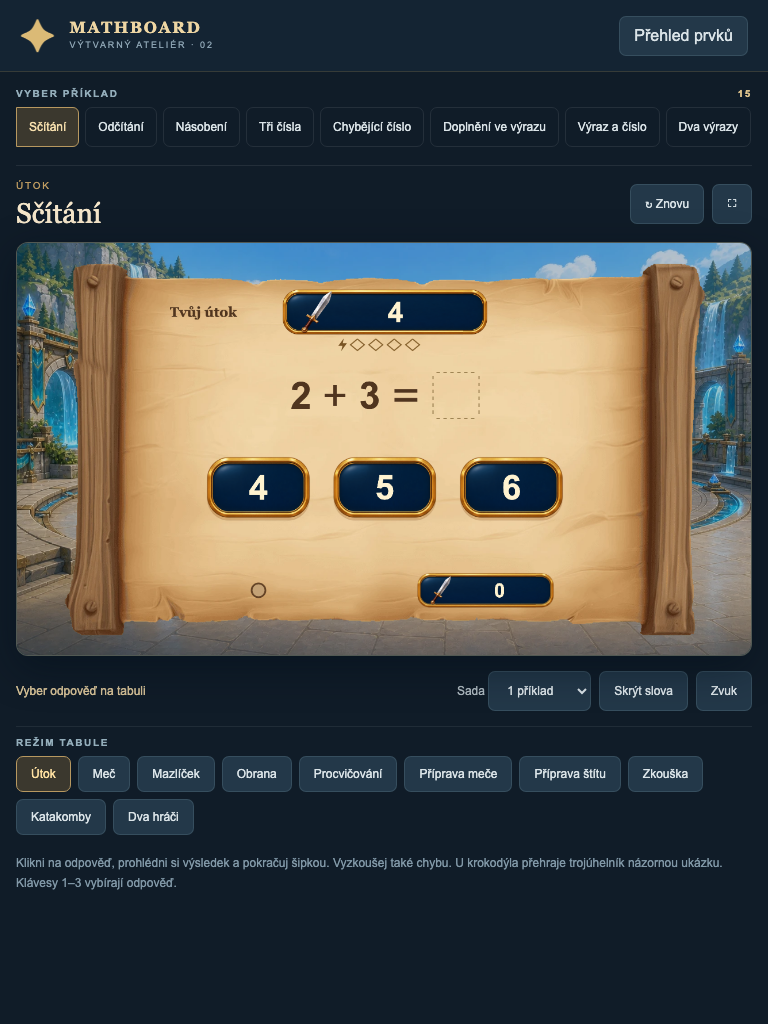 MATHBOARD
VÝTVARNÝ ATELIÉR · 02
Přehled prvků
VYBER PŘÍKLAD
15
Sčítání
Odčítání
Násobení
Tři čísla
Chybějící číslo
Doplnění ve výrazu
Výraz a číslo
Dva výrazy
ÚTOK
Sčítání
↻ Znovu
Tvůj útok
4
2 + 3 =
4
5
6
0
Vyber odpověď na tabuli
Sada
1 příklad
Skrýt slova
Zvuk
REŽIM TABULE
Útok
Meč
Mazlíček
Obrana
Procvičování
Příprava meče
Příprava štítu
Zkouška
Katakomby
Dva hráči
Klikni na odpověď, prohlédni si výsledek a pokračuj šipkou. Vyzkoušej také chybu. U krokodýla přehraje trojúhelník názornou ukázku.
Klávesy 1–3 vybírají odpověď.